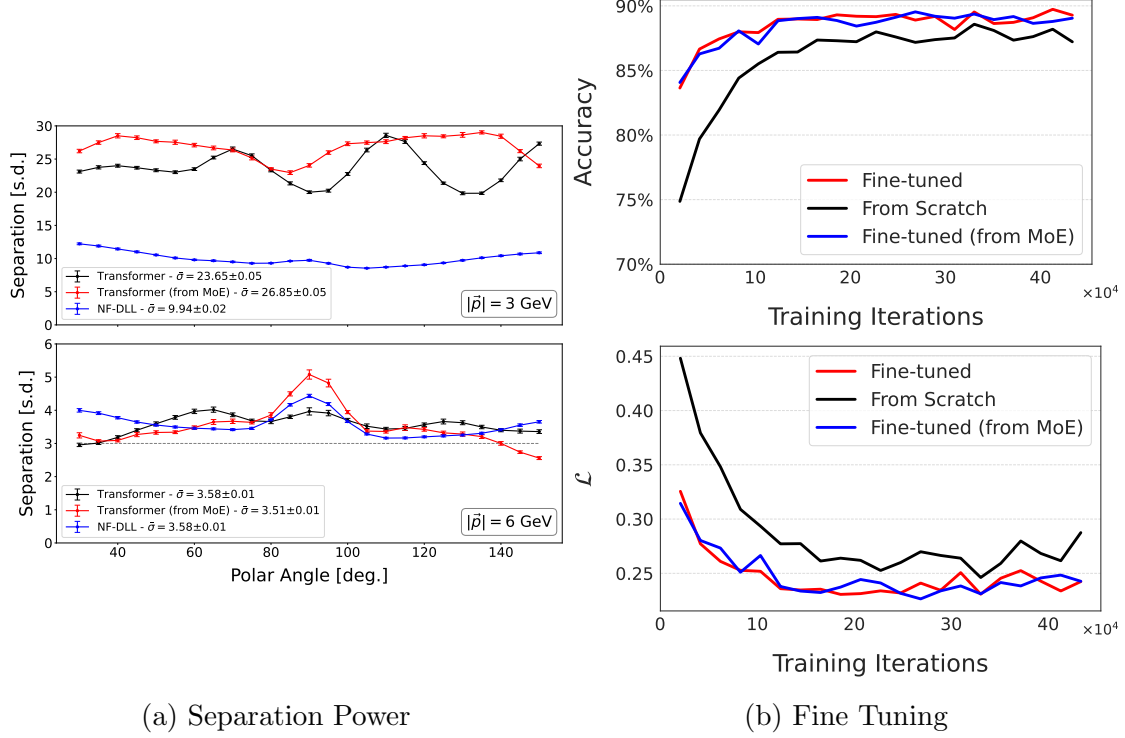 30
25
20
15
10
5
0
Separation [s.d.]
Transformer - σ̄ = 23.65±0.05
Transformer (from MoE) - σ̄ = 26.85±0.05
NF-DLL - σ̄ = 9.94±0.02
|p⃗| = 3 GeV
6
5
4
3
2
1
0
Separation [s.d.]
Transformer - σ̄ = 3.58±0.01
Transformer (from MoE) - σ̄ = 3.51±0.01
NF-DLL - σ̄ = 3.58±0.01
|p⃗| = 6 GeV
40 60 80 100 120 140
Polar Angle [deg.]
(a) Separation Power
90%
85%
80%
75%
70%
Accuracy
Fine-tuned
From Scratch
Fine-tuned (from MoE)
0 10 20 30 40
×10⁴
Training Iterations
0.45
0.40
0.35
0.30
0.25
ℒ
Fine-tuned
From Scratch
Fine-tuned (from MoE)
0 10 20 30 40
×10⁴
Training Iterations
(b) Fine Tuning